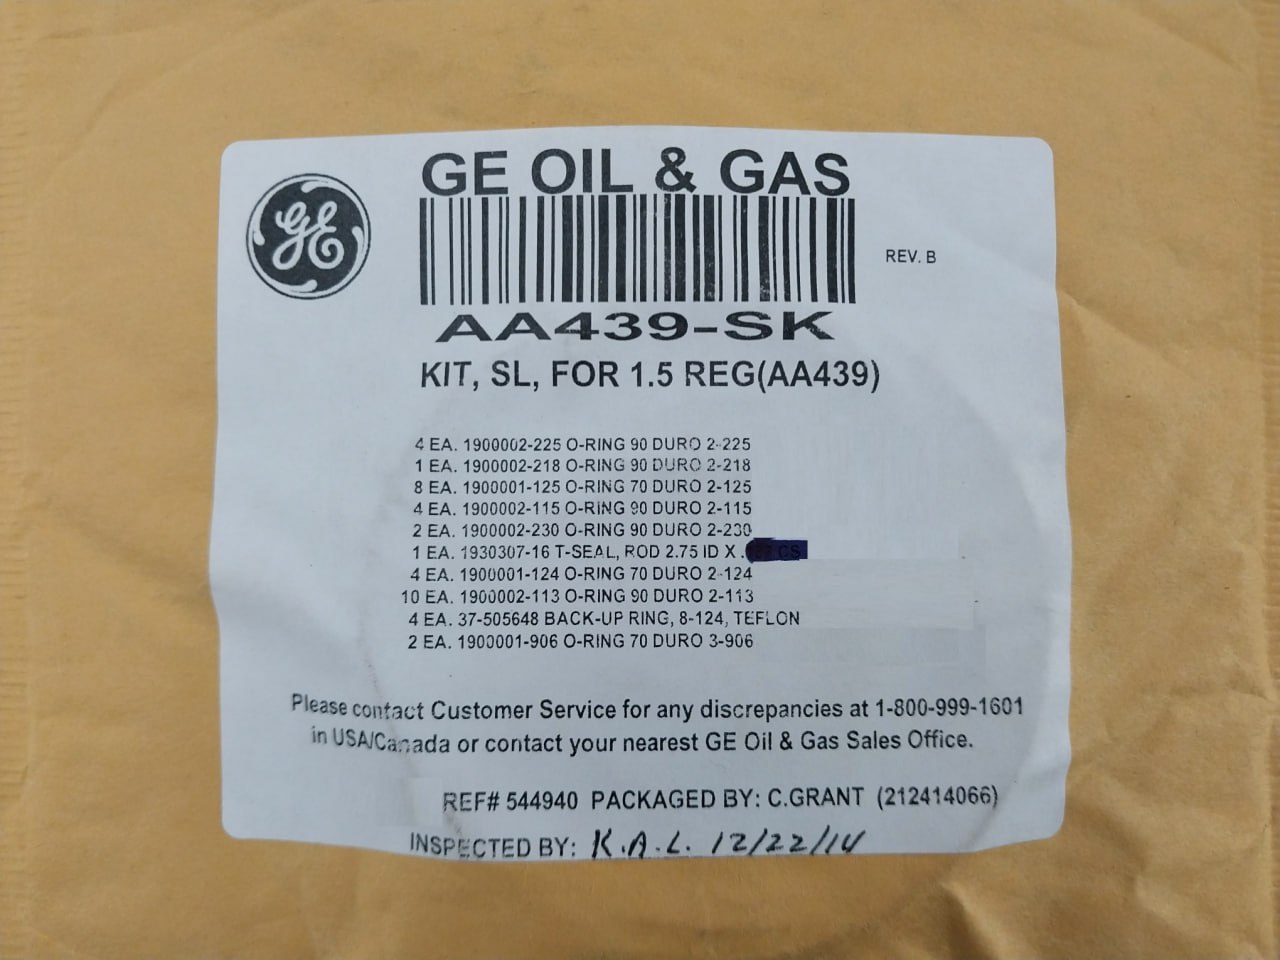 GE OIL & GAS
GE
REV. B
AA439-SK
KIT, SL, FOR 1.5 REG(AA439)
4 EA. 1900002-225 O-RING 90 DURO 2-225
1 EA. 1900002-218 O-RING 90 DURO 2-218
8 EA. 1900001-125 O-RING 70 DURO 2-125
4 EA. 1900002-115 O-RING 90 DURO 2-115
2 EA. 1900002-230 O-RING 90 DURO 2-230
1 EA. 1930307-16 T-SEAL, ROD 2.75 ID X . CS
4 EA. 1900001-124 O-RING 70 DURO 2-124
10 EA. 1900002-113 O-RING 90 DURO 2-113
4 EA. 37-505648 BACK-UP RING, 8-124, TEFLON
2 EA. 1900001-906 O-RING 70 DURO 3-906
Please contact Customer Service for any discrepancies at 1-800-999-1601
in USA/Canada or contact your nearest GE Oil & Gas Sales Office.
REF# 544940 PACKAGED BY: C.GRANT (212414066)
INSPECTED BY: K.A.L. 12/22/14